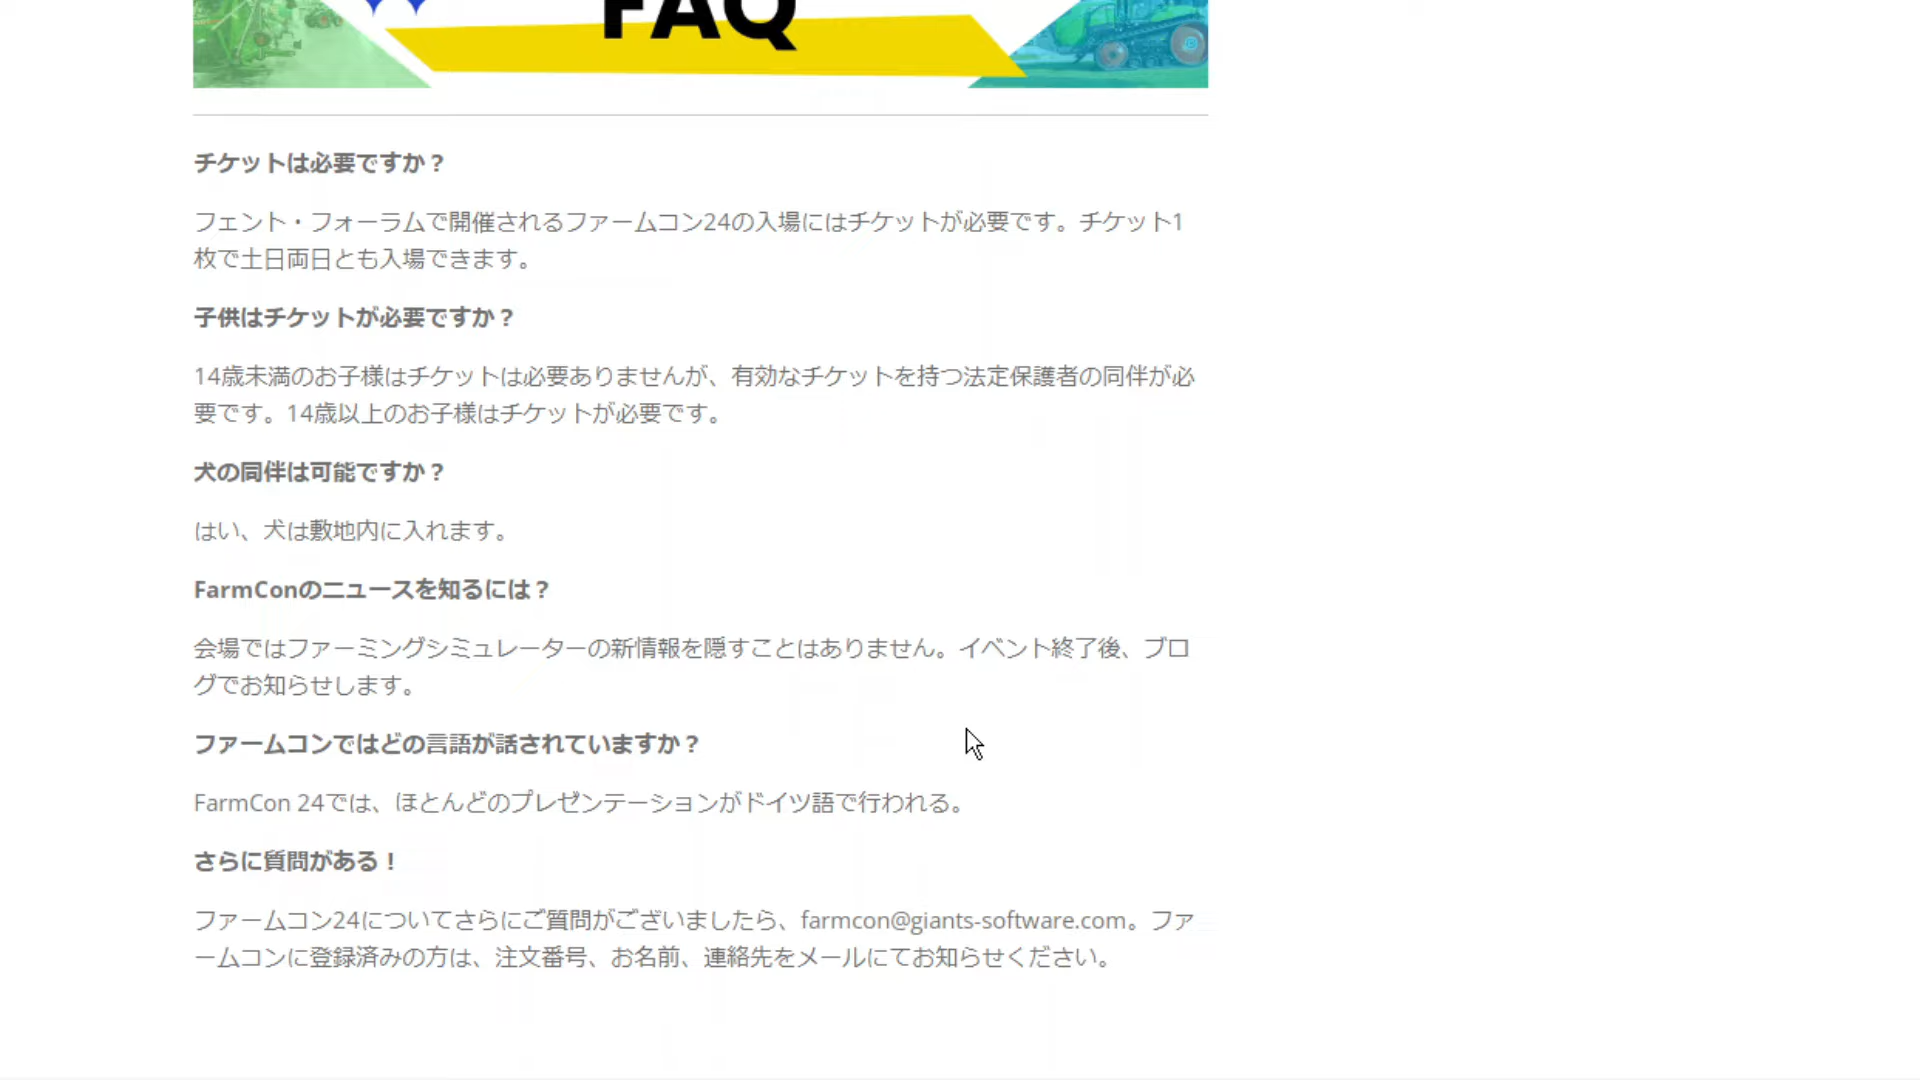 FAQ
チケットは必要ですか？
フェント・フォーラムで開催されるファームコン24の入場にはチケットが必要です。チケット1
枚で土日両日とも入場できます。
子供はチケットが必要ですか？
14歳未満のお子様はチケットは必要ありませんが、有効なチケットを持つ法定保護者の同伴が必
要です。14歳以上のお子様はチケットが必要です。
犬の同伴は可能ですか？
はい、犬は敷地内に入れます。
FarmConのニュースを知るには？
会場ではファーミングシミュレーターの新情報を隠すことはありません。イベント終了後、ブロ
グでお知らせします。
ファームコンではどの言語が話されていますか？
FarmCon 24では、ほとんどのプレゼンテーションがドイツ語で行われる。
さらに質問がある！
ファームコン24についてさらにご質問がございましたら、farmcon@giants-software.com。ファ
ームコンに登録済みの方は、注文番号、お名前、連絡先をメールにてお知らせください。